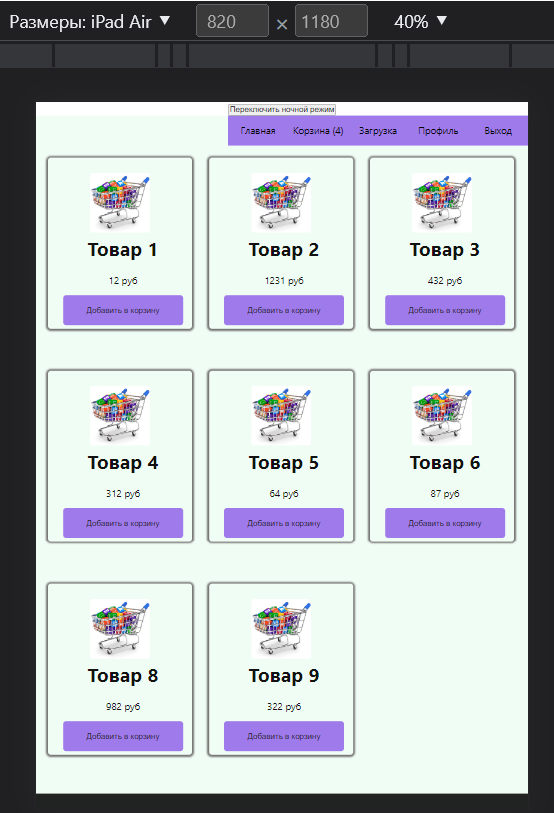 Размеры: iPad Air ▼ 820 × 1180 40% ▼
Переключить ночной режим
Главная Корзина (4) Загрузка Профиль Выход
Товар 1 Товар 2 Товар 3
12 руб 1231 руб 432 руб
Добавить в корзину Добавить в корзину Добавить в корзину
Товар 4 Товар 5 Товар 6
312 руб 64 руб 87 руб
Добавить в корзину Добавить в корзину Добавить в корзину
Товар 8 Товар 9
982 руб 322 руб
Добавить в корзину Добавить в корзину